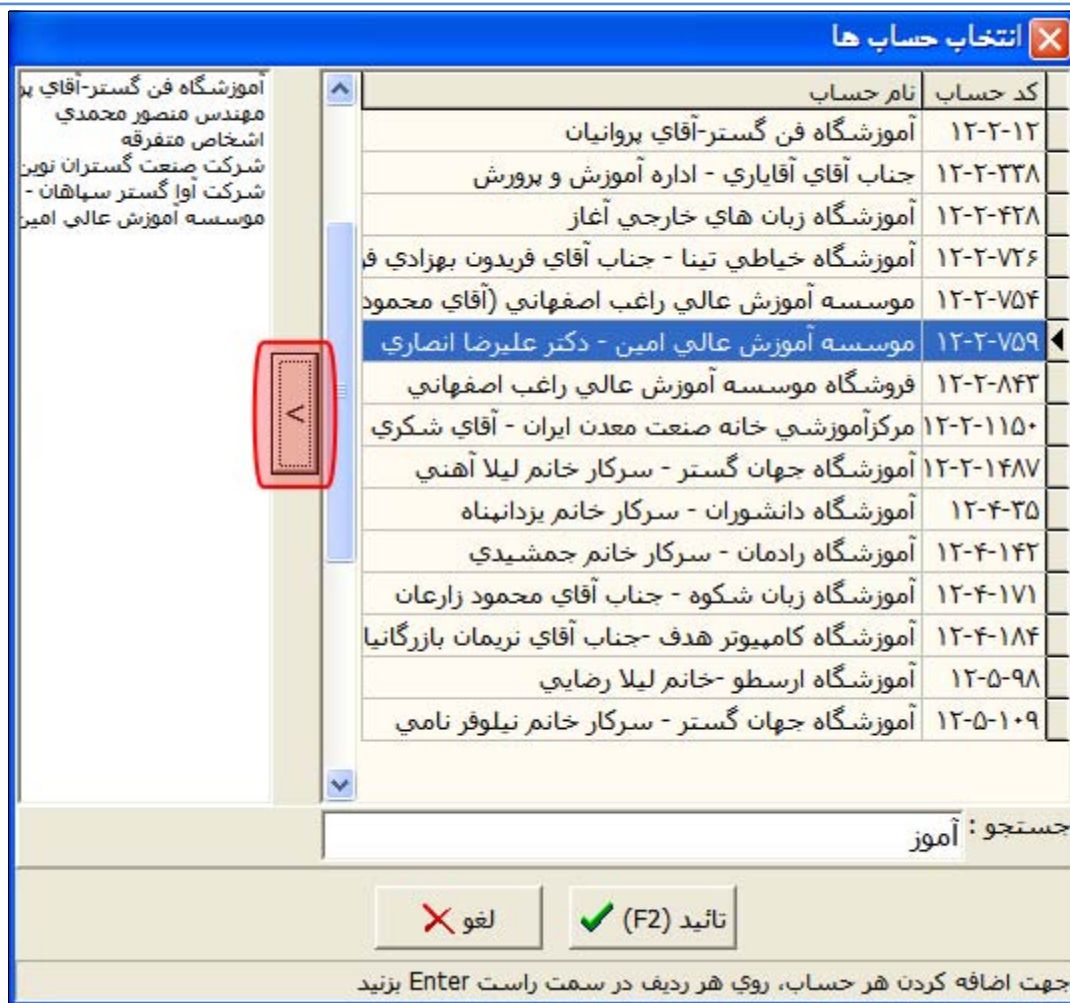 انتخاب حساب ها
کد حساب نام حساب
۱۲-۲-۱۲ آموزشگاه فن گستر-آقاي پروانيان
۱۲-۲-۳۳۸ جناب آقاي آقاياري - اداره آموزش و پرورش
۱۲-۲-۴۲۸ آموزشگاه زبان هاي خارجي آغاز
۱۲-۲-۷۲۶ آموزشگاه خياطي تينا - جناب آقاي فريدون بهزادي
۱۲-۲-۷۵۴ موسسه آموزش عالي راغب اصفهاني (آقاي محمود
۱۲-۲-۷۵۹ موسسه آموزش عالي امين - دکتر عليرضا انصاري
۱۲-۲-۸۴۳ فروشگاه موسسه آموزش عالي راغب اصفهاني
۱۲-۲-۱۱۵۰ مرکزآموزشي خانه صنعت معدن ايران - آقاي شکري
۱۲-۲-۱۴۸۷ آموزشگاه جهان گستر - سرکار خانم ليلا آهني
۱۲-۴-۳۵ آموزشگاه دانشوران - سرکار خانم يزدانپناه
۱۲-۴-۱۴۲ آموزشگاه رادمان - سرکار خانم جمشيدي
۱۲-۴-۱۷۱ آموزشگاه زبان شکوه - جناب آقاي محمود زارعان
۱۲-۴-۱۸۴ آموزشگاه کامپيوتر هدف -جناب آقاي نريمان بازرگانيا
۱۲-۵-۹۸ آموزشگاه ارسطو -خانم ليلا رضايي
۱۲-۵-۱۰۹ آموزشگاه جهان گستر - سرکار خانم نيلوفر نامي
<
آموزشگاه فن گستر-آقاي پر
مهندس منصور محمدي
اشخاص متفرقه
شرکت صنعت گستران نوين
شرکت آوا گستر سپاهان -
موسسه آموزش عالي امين
جستجو : آموز
تائيد (F2) لغو
جهت اضافه کردن هر حساب، روي هر رديف در سمت راست Enter بزنيد